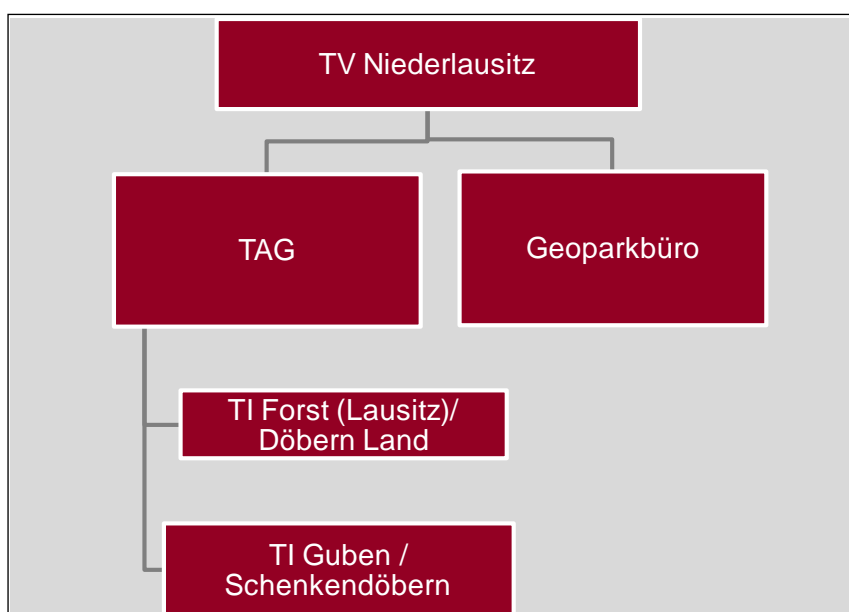 TV Niederlausitz
TAG
Geoparkbüro
TI Forst (Lausitz)/
Döbern Land
TI Guben /
Schenkendöbern